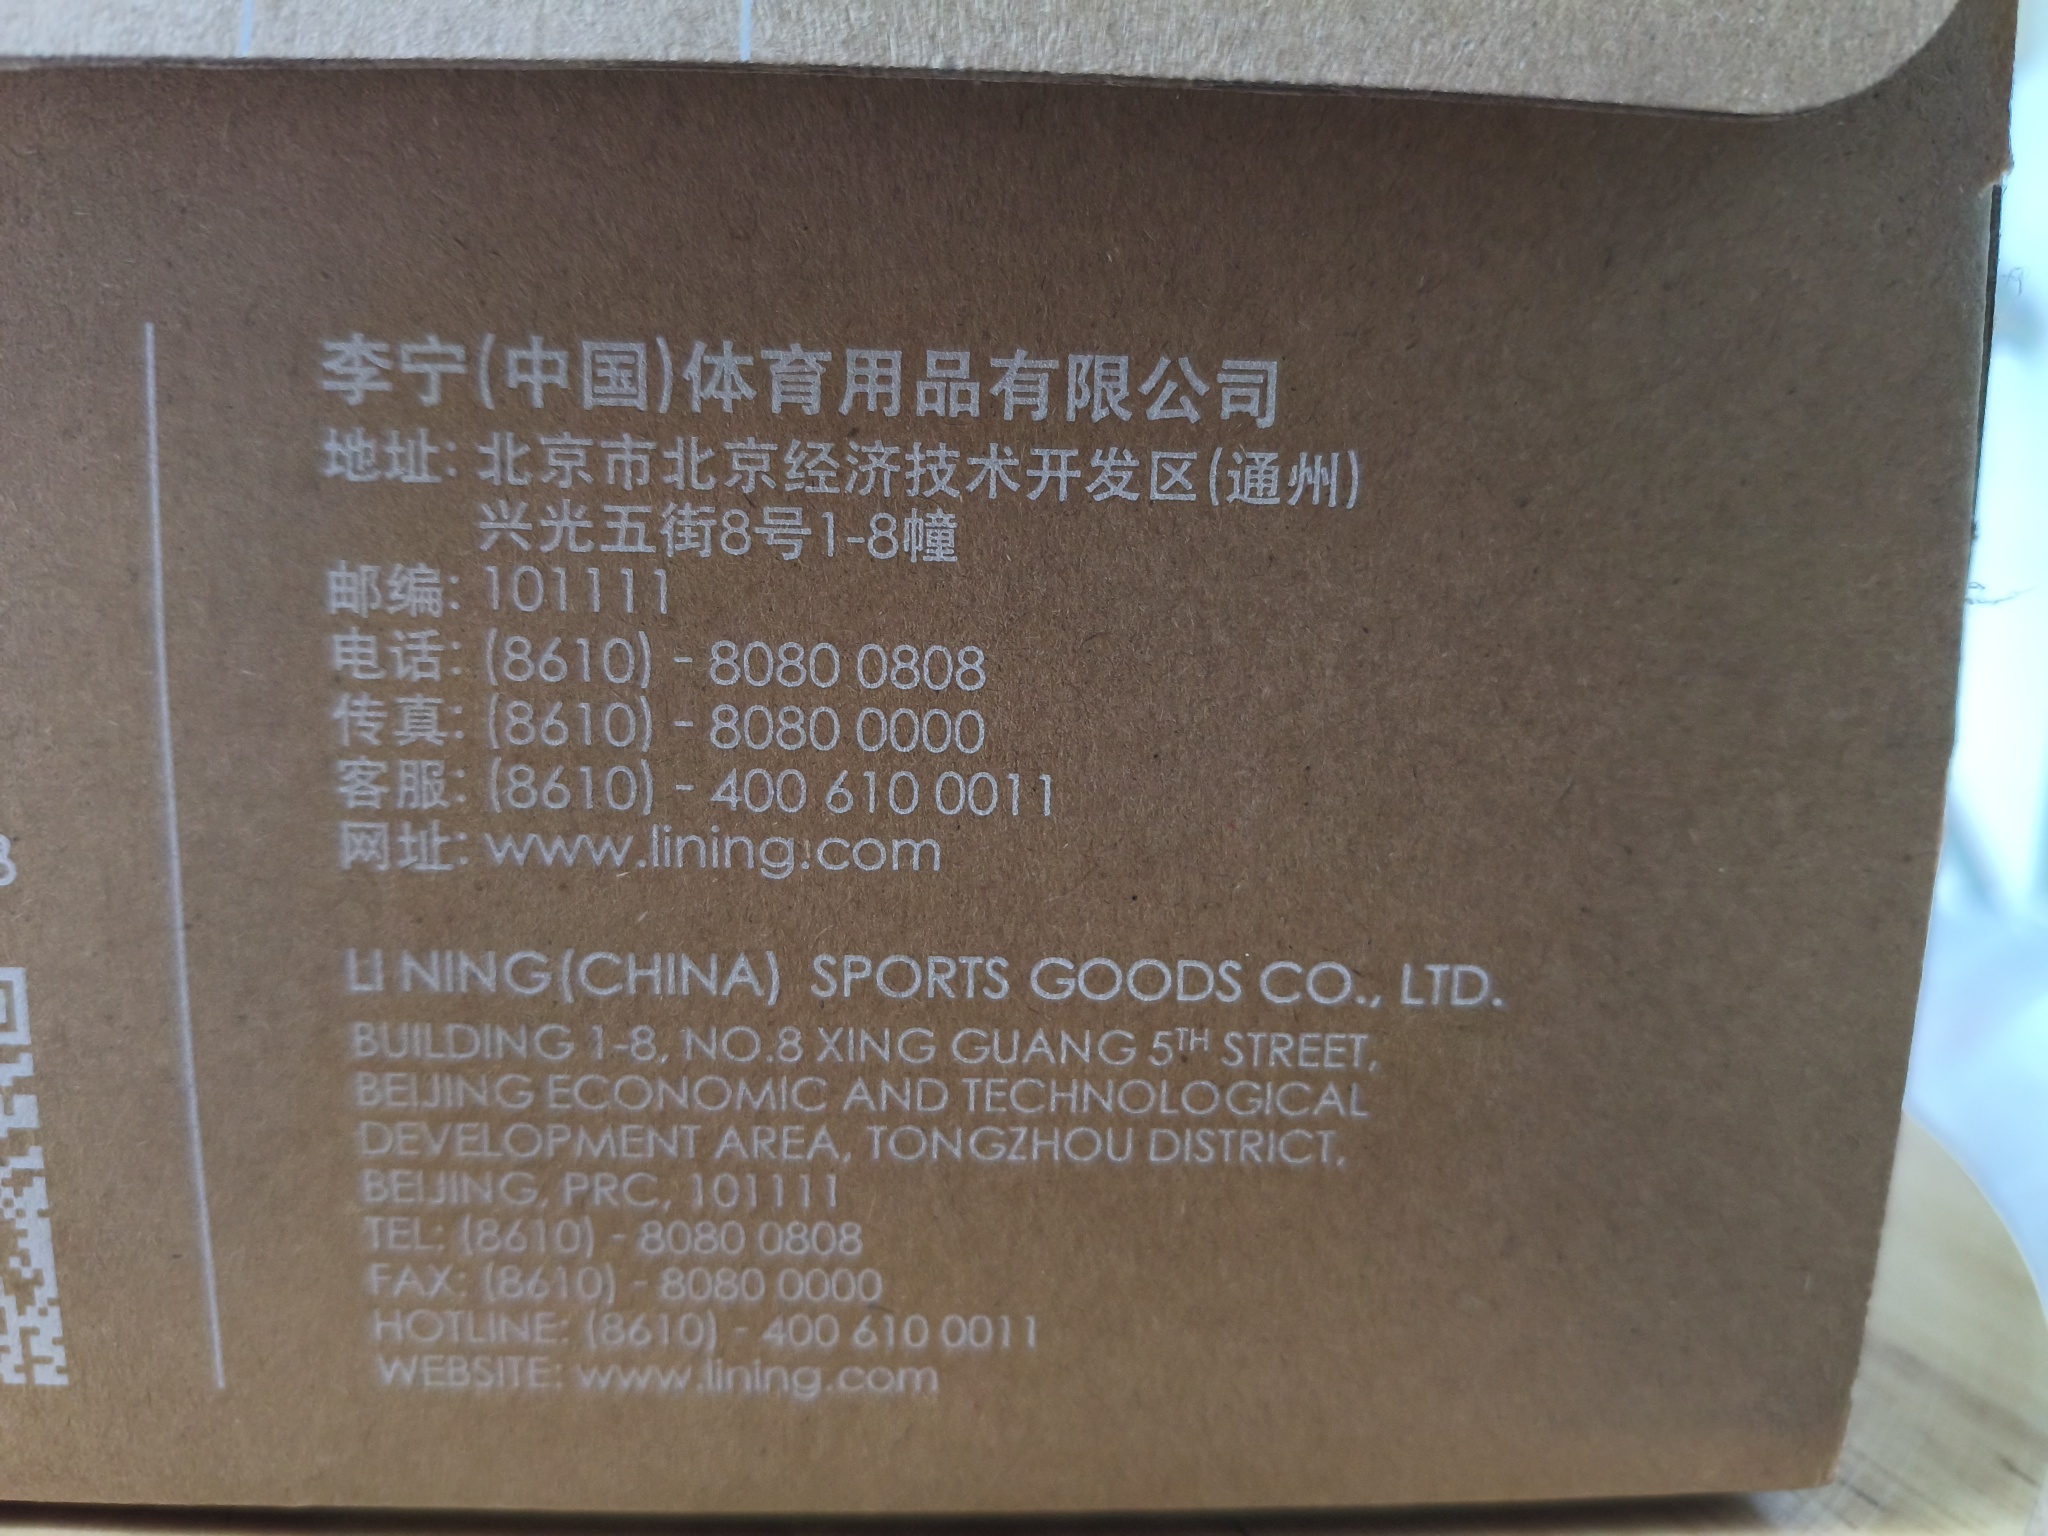 李宁(中国)体育用品有限公司
地址: 北京市北京经济技术开发区(通州)
兴光五街8号1-8幢
邮编: 101111
电话: (8610) - 8080 0808
传真: (8610) - 8080 0000
客服: (8610) - 400 610 0011
网址: www.lining.com
LI NING(CHINA) SPORTS GOODS CO., LTD.
BUILDING 1-8, NO.8 XING GUANG 5TH STREET,
BEIJING ECONOMIC AND TECHNOLOGICAL
DEVELOPMENT AREA, TONGZHOU DISTRICT,
BEIJING, PRC, 101111
TEL: (8610) - 8080 0808
FAX: (8610) - 8080 0000
HOTLINE: (8610) - 400 610 0011
WEBSITE: www.lining.com